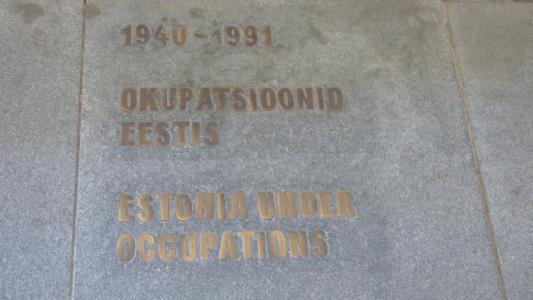 1940-1991
OKUPATSIOONID
EESTIS
ESTONIA UNDER
OCCUPATIONS